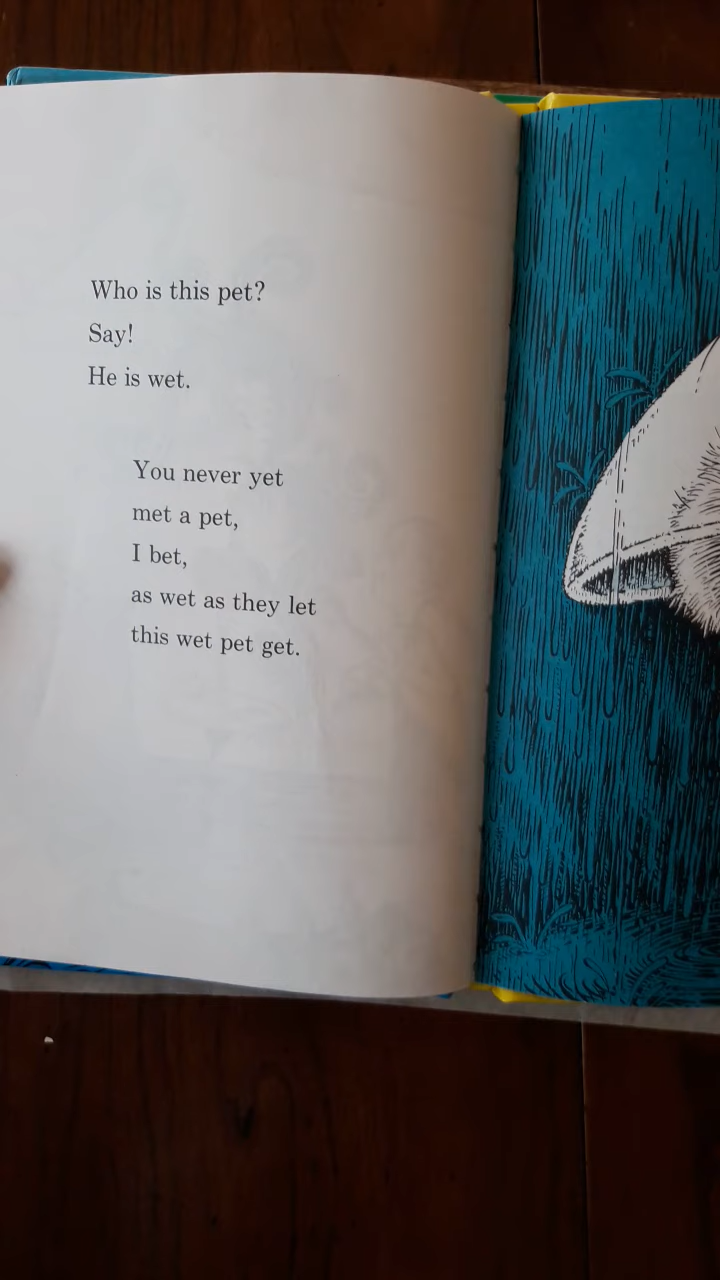 Who is this pet?
Say!
He is wet.
You never yet
met a pet,
I bet,
as wet as they let
this wet pet get.